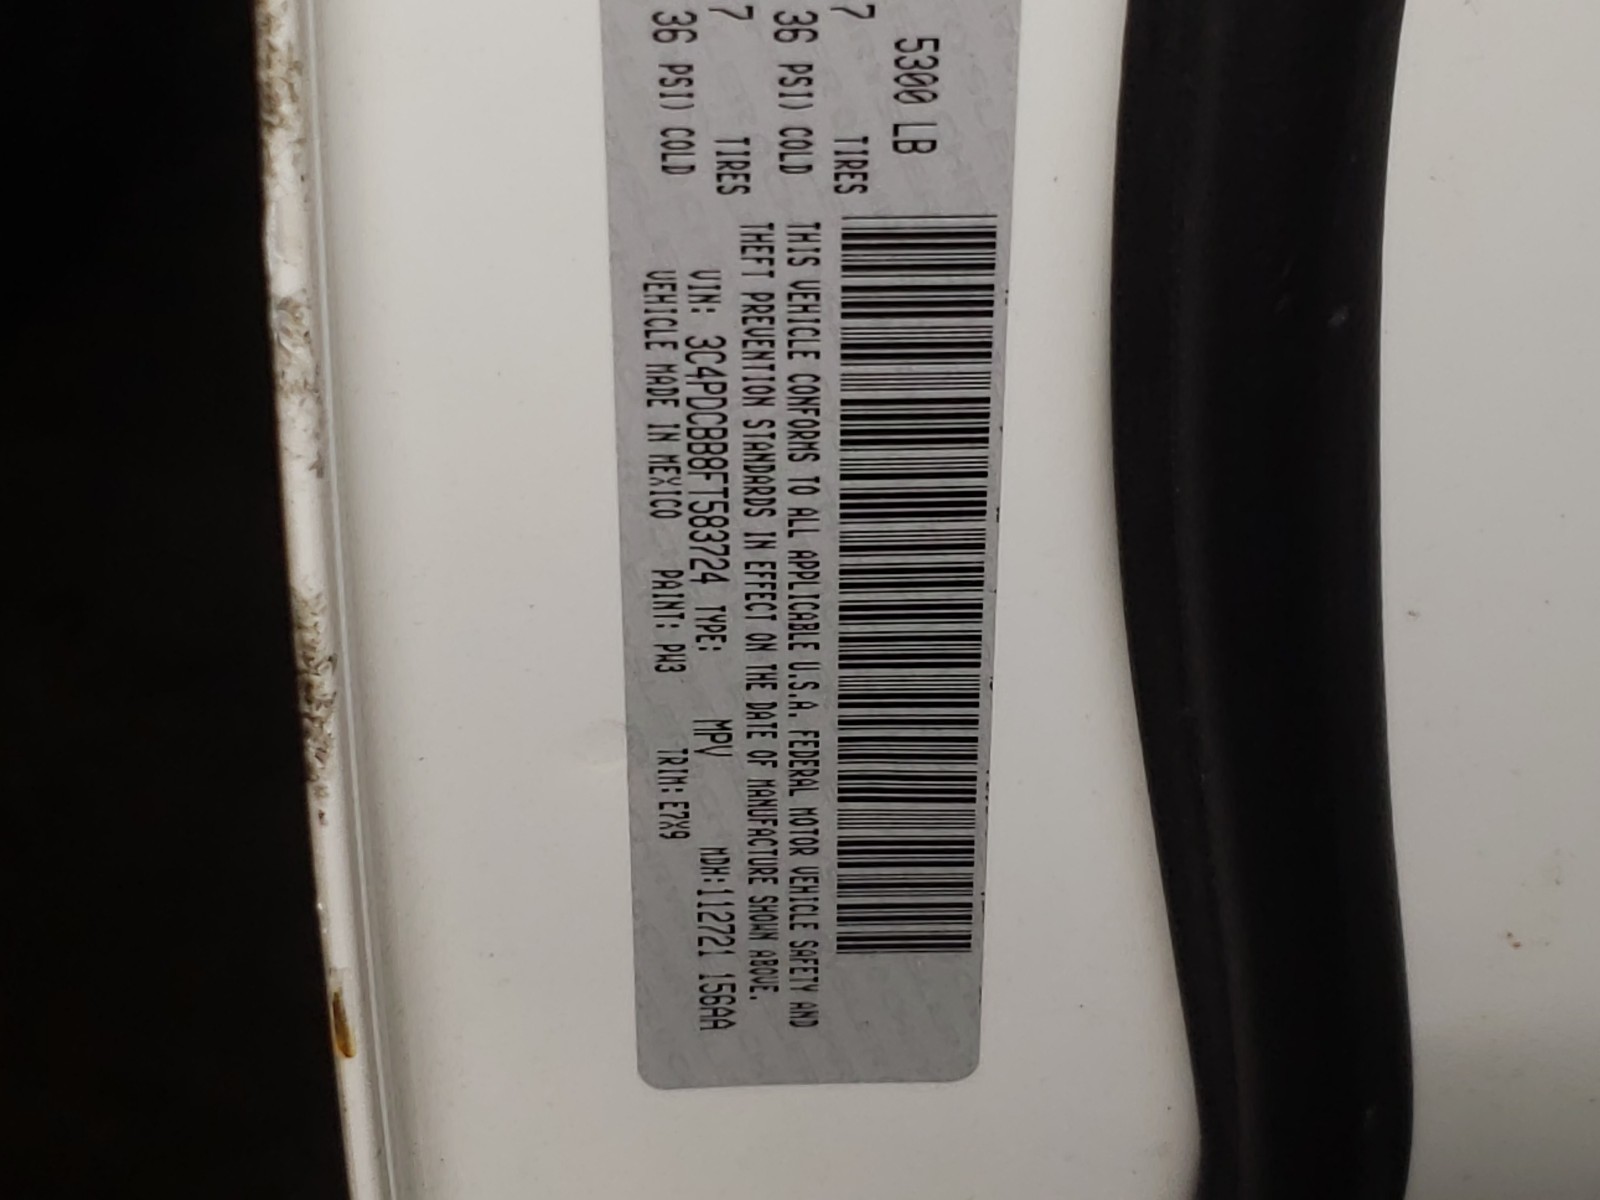 5300 LB
7 TIRES
36 PSI) COLD
7 TIRES
36 PSI) COLD
THIS VEHICLE CONFORMS TO ALL APPLICABLE U.S.A. FEDERAL MOTOR VEHICLE SAFETY AND
THEFT PREVENTION STANDARDS IN EFFECT ON THE DATE OF MANUFACTURE SHOWN ABOVE.
VIN: 3C4PDCBB8FT583724 TYPE: MPV MDH:112721 156AA
VEHICLE MADE IN MEXICO PAINT: PW3 TRIM: E7X9